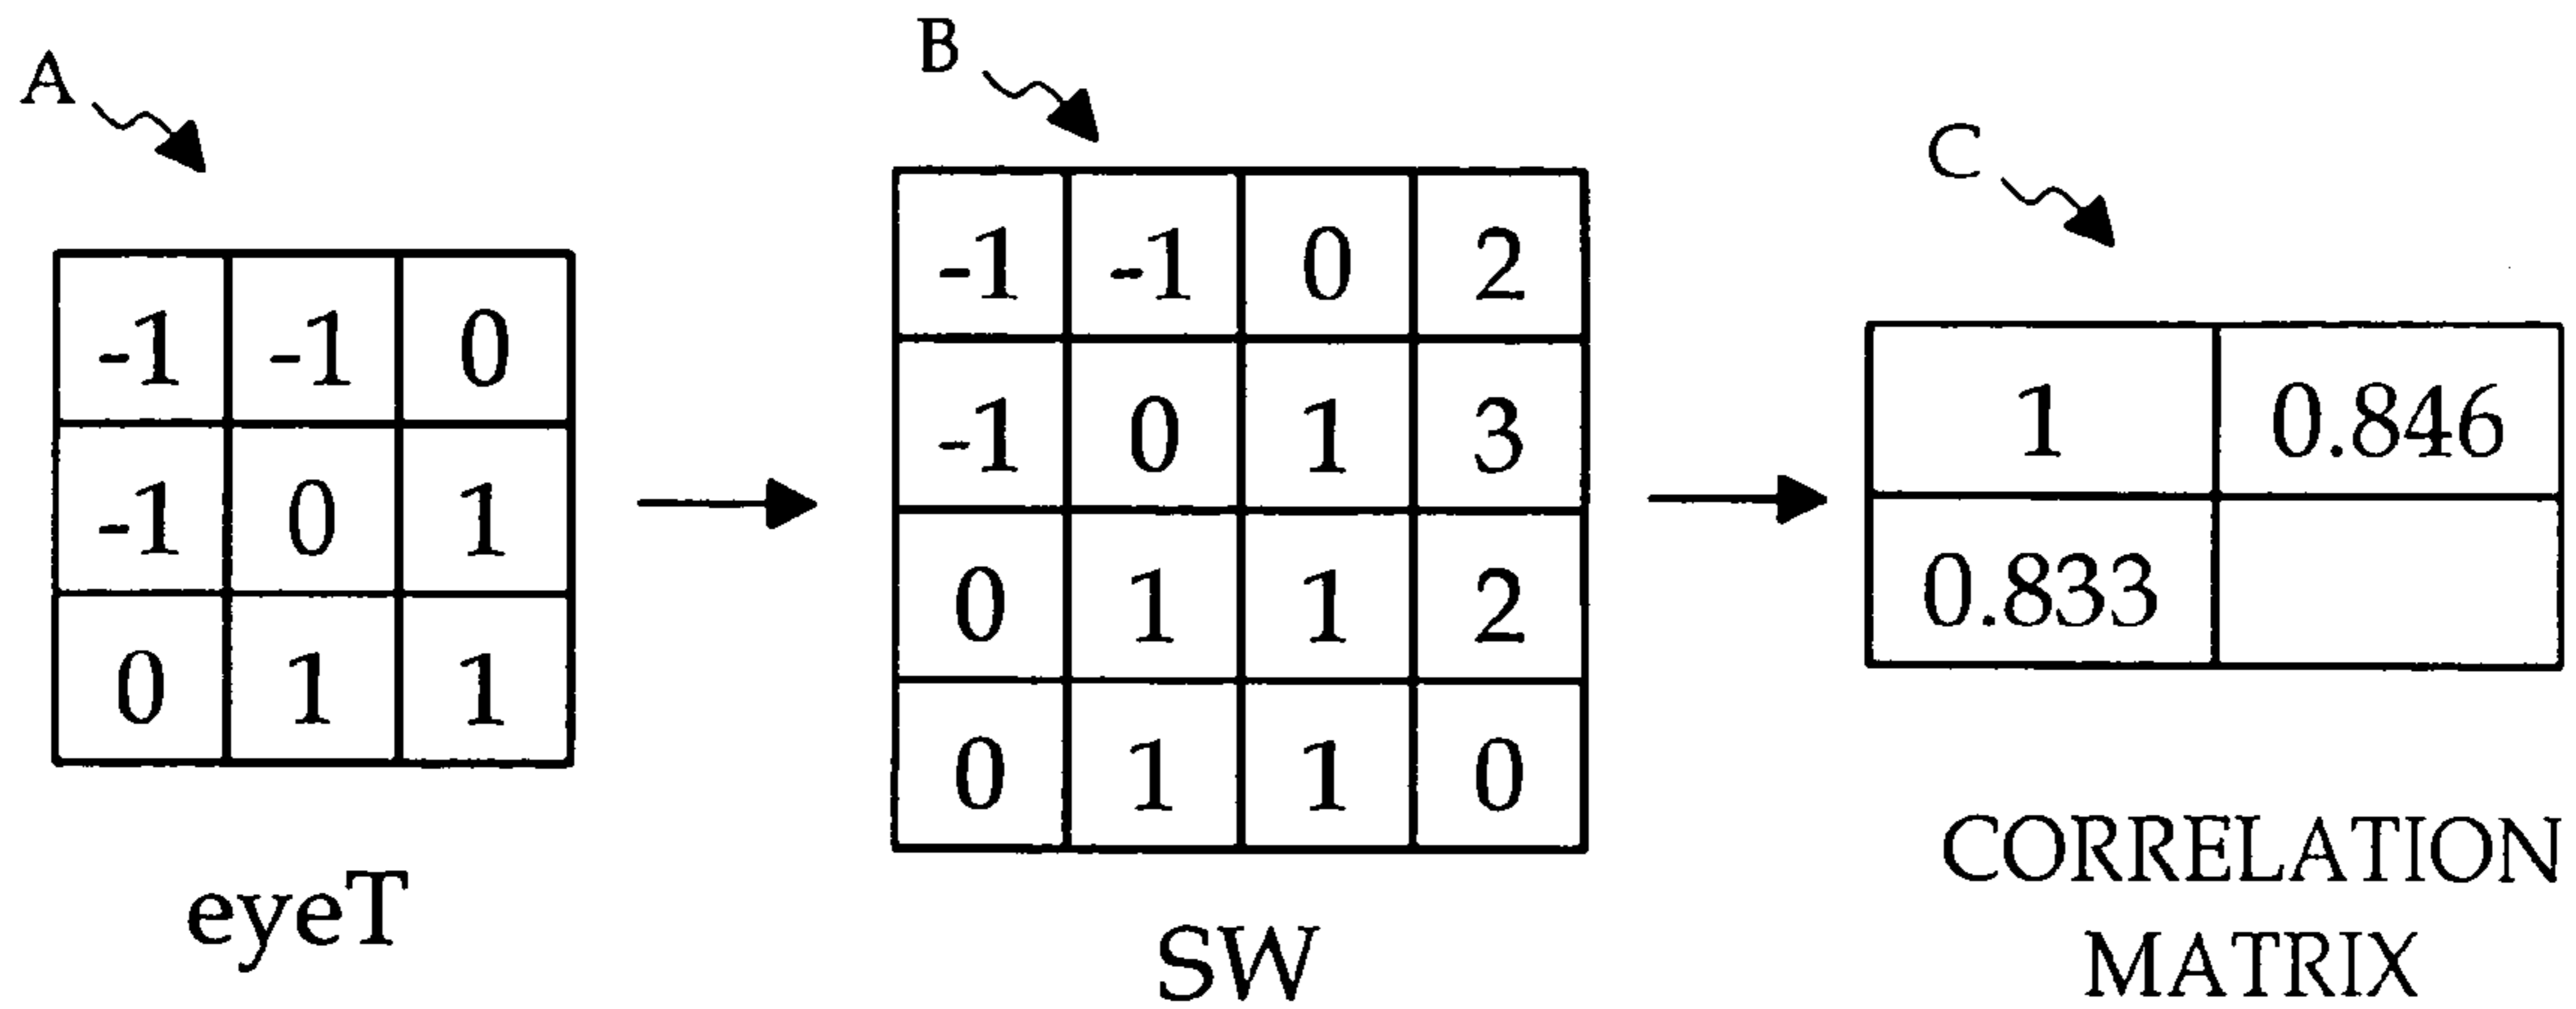 A
-1 -1 0
-1 0 1
0 1 1
eyeT
B
-1 -1 0 2
-1 0 1 3
0 1 1 2
0 1 1 0
SW
C
1 0.846
0.833
CORRELATION
MATRIX